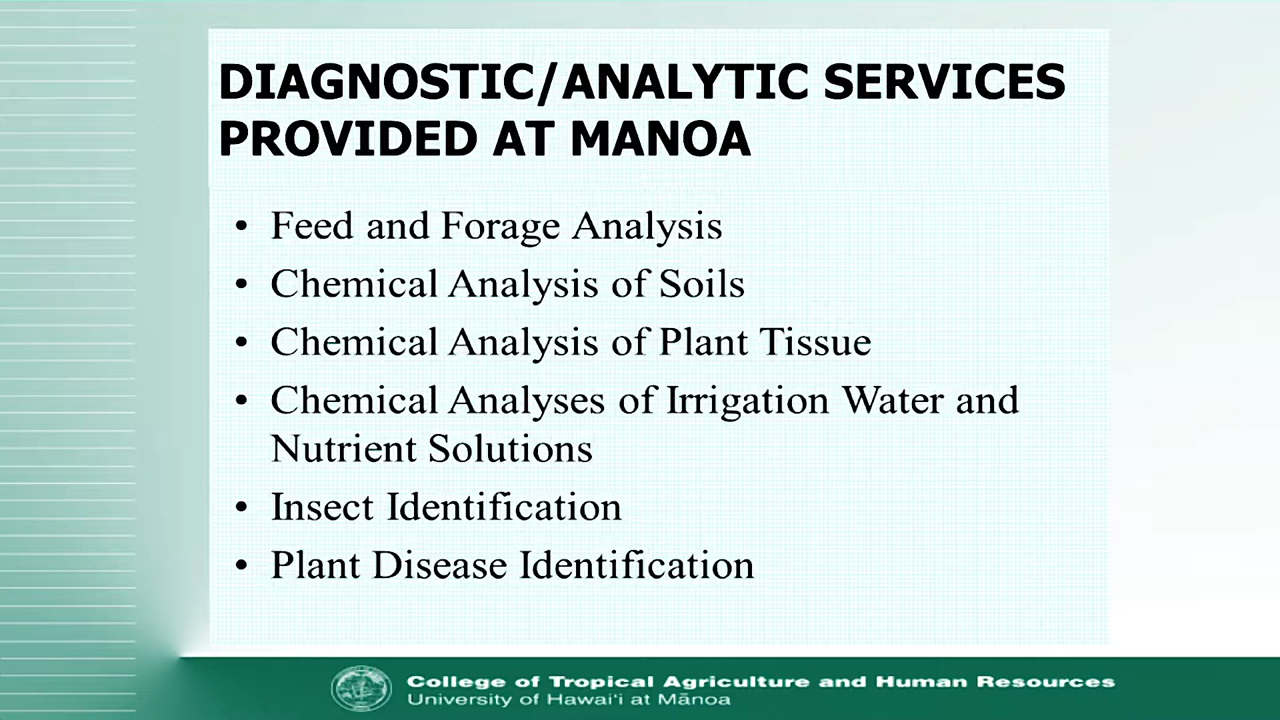 DIAGNOSTIC/ANALYTIC SERVICES
PROVIDED AT MANOA
• Feed and Forage Analysis
• Chemical Analysis of Soils
• Chemical Analysis of Plant Tissue
• Chemical Analyses of Irrigation Water and
Nutrient Solutions
• Insect Identification
• Plant Disease Identification
College of Tropical Agriculture and Human Resources
University of Hawai'i at Mānoa